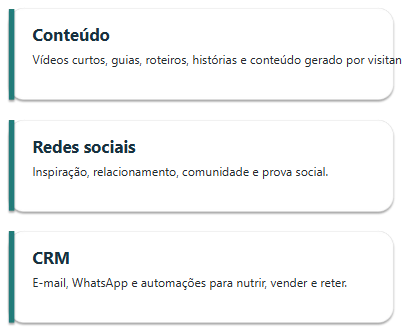 Conteúdo
Vídeos curtos, guias, roteiros, histórias e conteúdo gerado por visitan
Redes sociais
Inspiração, relacionamento, comunidade e prova social.
CRM
E-mail, WhatsApp e automações para nutrir, vender e reter.